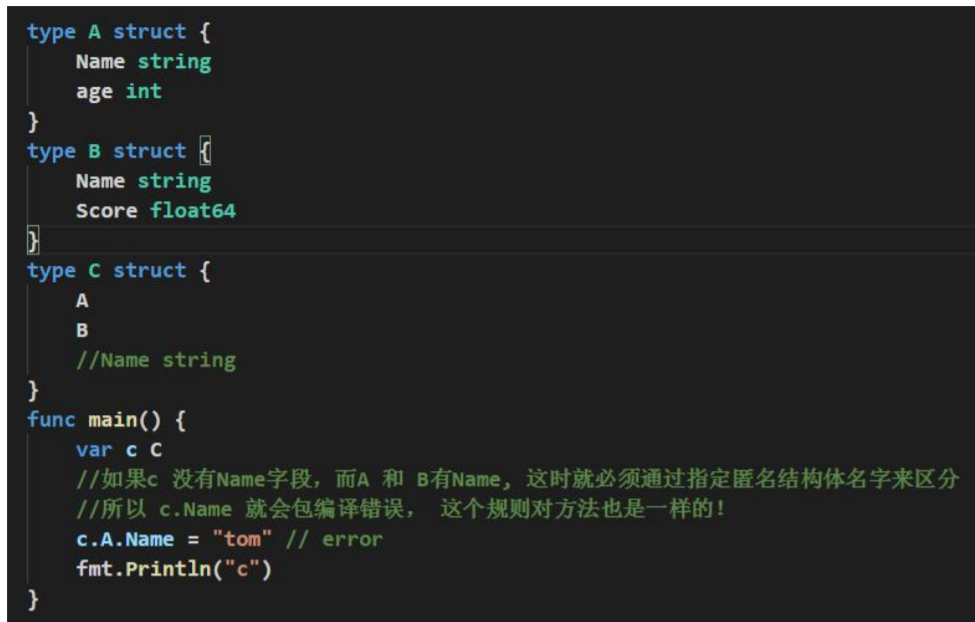 type A struct {
    Name string
    age int
}
type B struct {
    Name string
    Score float64
}
type C struct {
    A
    B
    //Name string
}
func main() {
    var c C
    //如果c 没有Name字段，而A 和 B有Name, 这时就必须通过指定匿名结构体名字来区分
    //所以 c.Name 就会包编译错误， 这个规则对方法也是一样的！
    c.A.Name = "tom" // error
    fmt.Println("c")
}